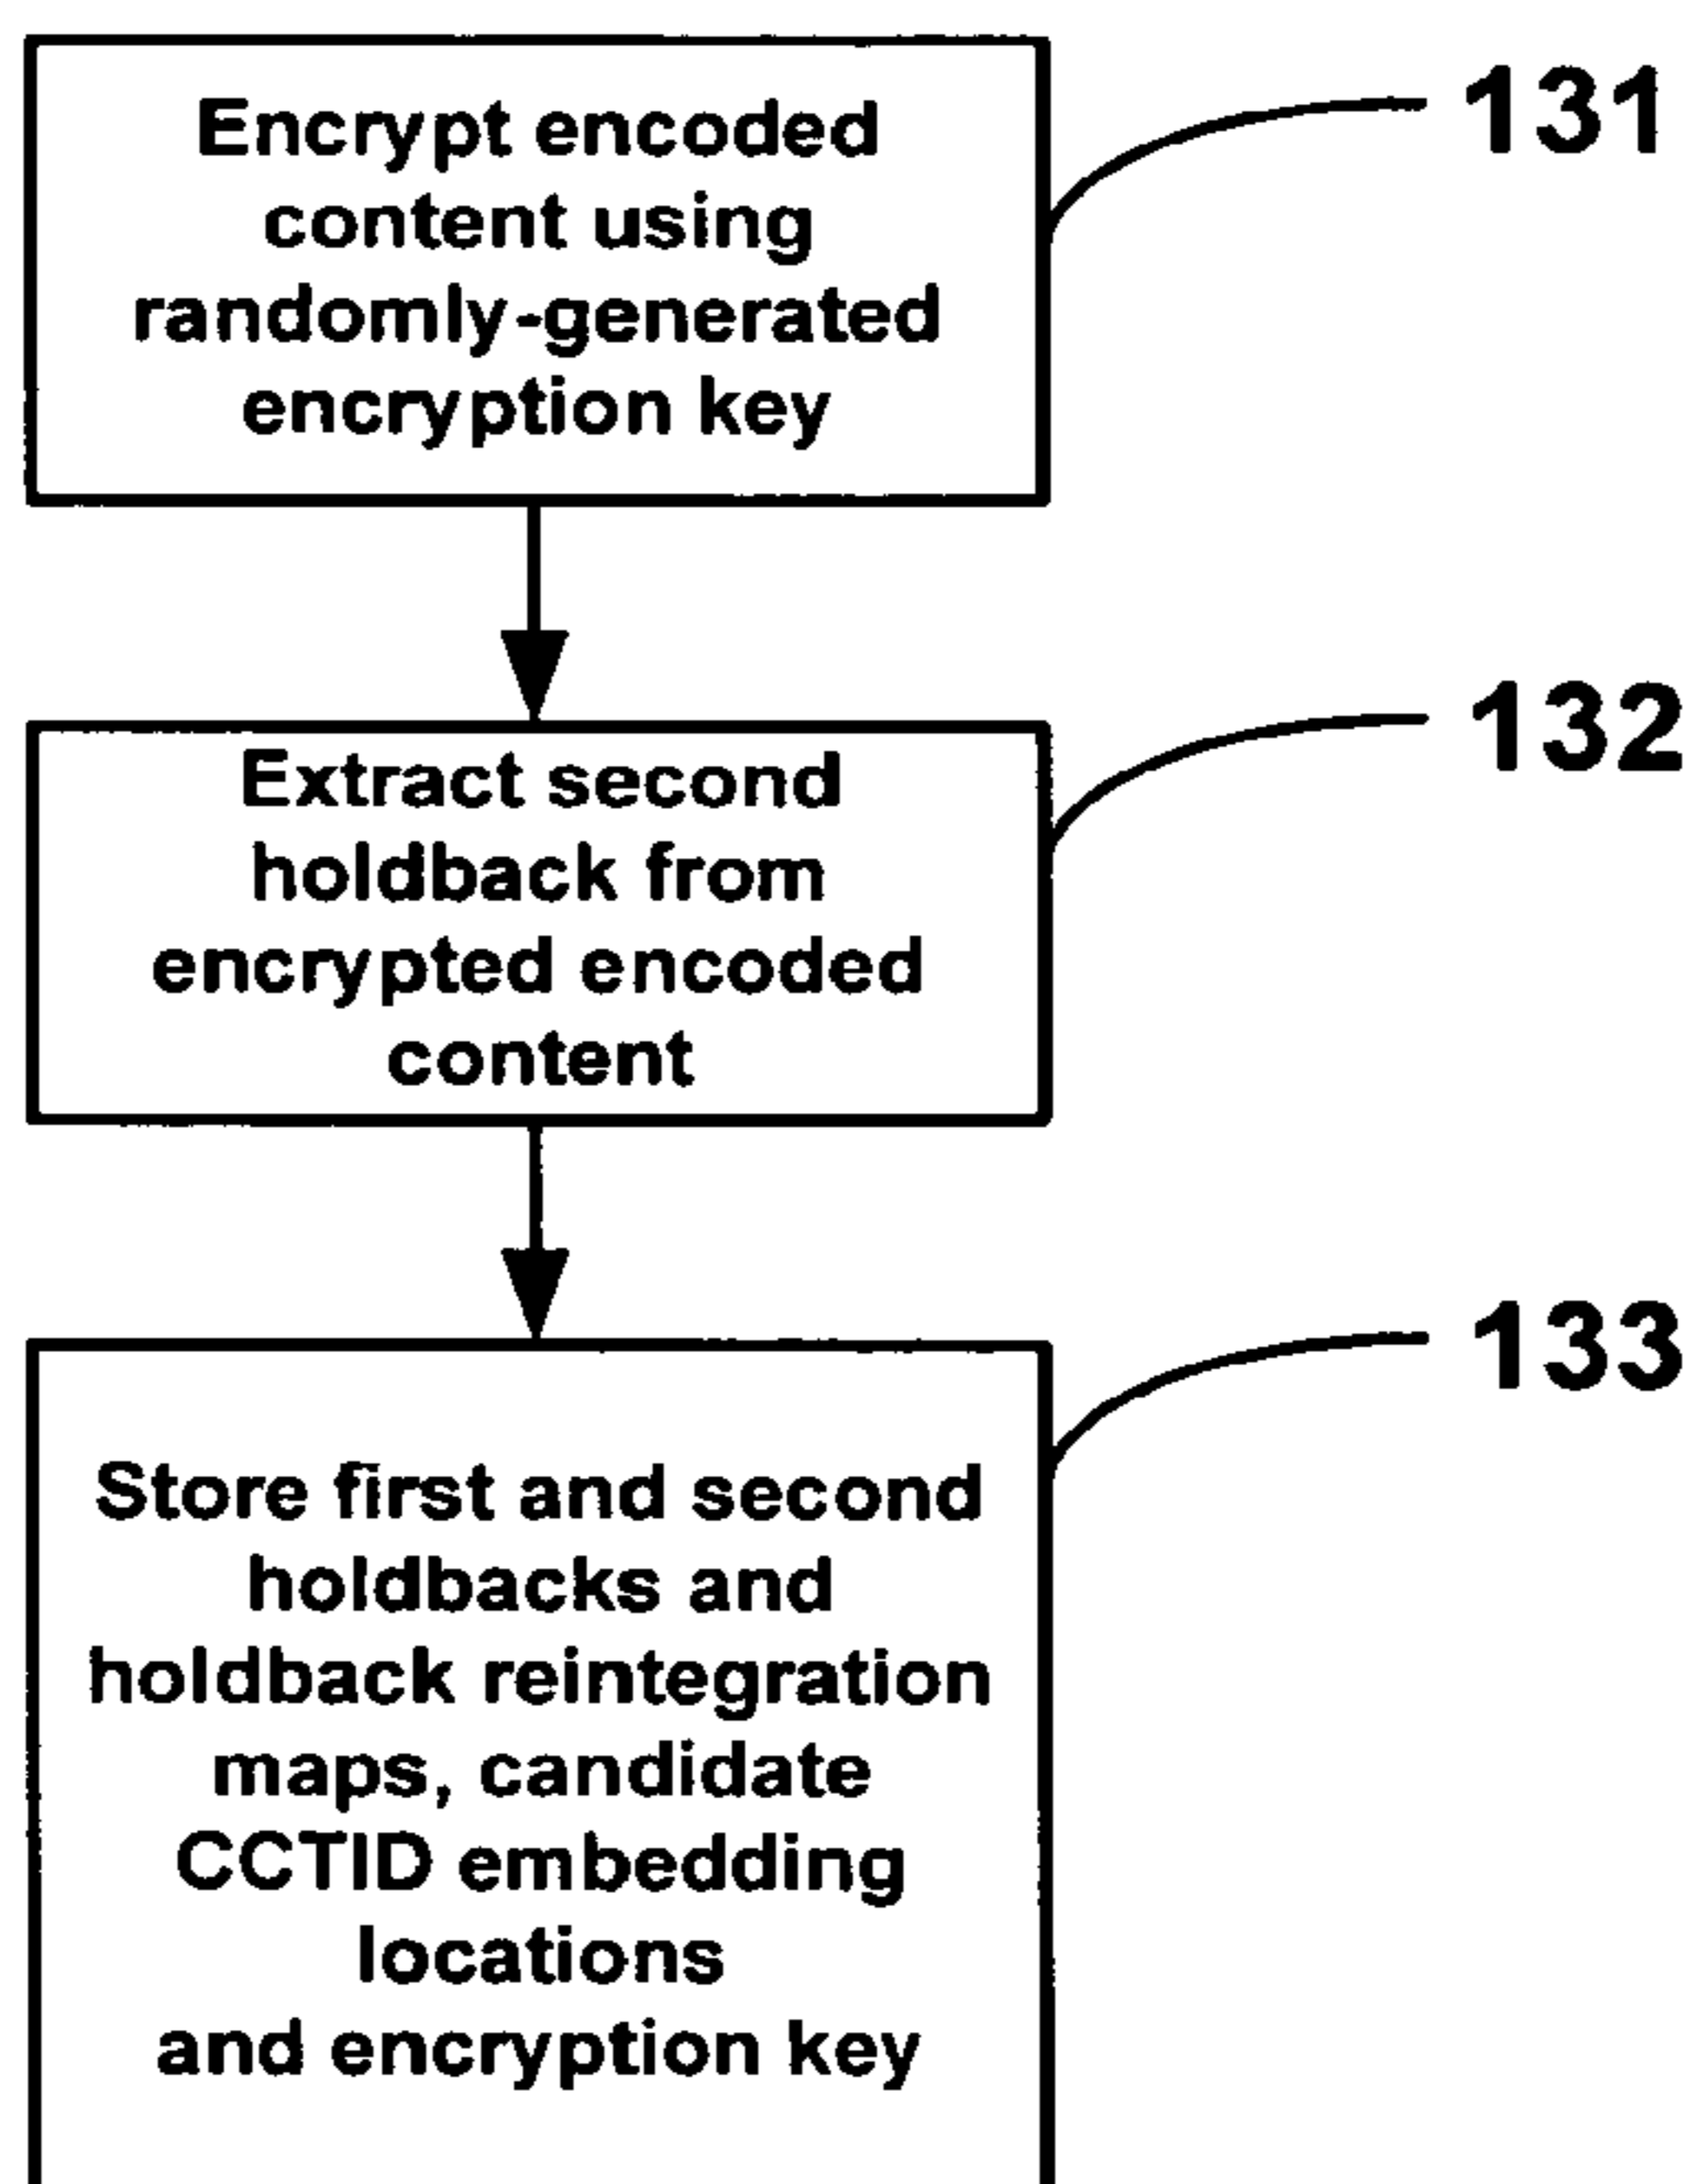 Encrypt encoded
content using
randomly-generated
encryption key
131
Extract second
holdback from
encrypted encoded
content
132
Store first and second
holdbacks and
holdback reintegration
maps, candidate
CCTID embedding
locations
and encryption key
133